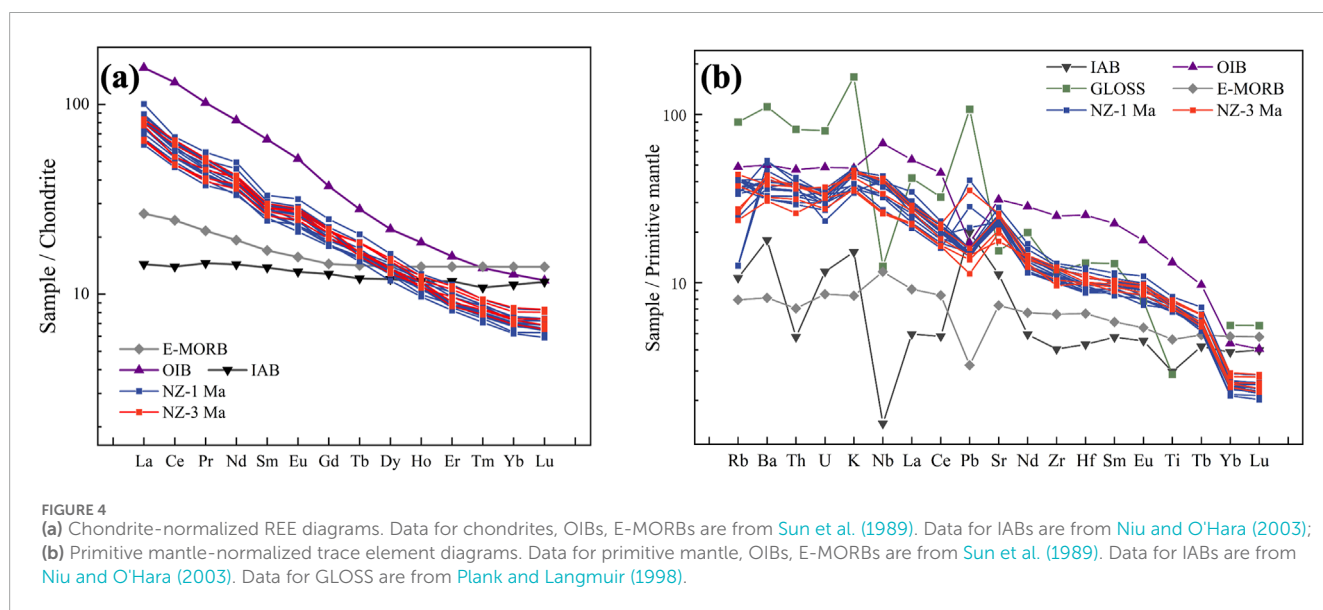 (a)
Sample / Chondrite
100
10
E-MORB
OIB IAB
NZ-1 Ma
NZ-3 Ma
La Ce Pr Nd Sm Eu Gd Tb Dy Ho Er Tm Yb Lu
(b)
Sample / Primitive mantle
100
10
IAB OIB
GLOSS E-MORB
NZ-1 Ma NZ-3 Ma
Rb Ba Th U K Nb La Ce Pb Sr Nd Zr Hf Sm Eu Ti Tb Yb Lu
FIGURE 4
(a) Chondrite-normalized REE diagrams. Data for chondrites, OIBs, E-MORBs are from Sun et al. (1989). Data for IABs are from Niu and O'Hara (2003);
(b) Primitive mantle-normalized trace element diagrams. Data for primitive mantle, OIBs, E-MORBs are from Sun et al. (1989). Data for IABs are from
Niu and O'Hara (2003). Data for GLOSS are from Plank and Langmuir (1998).